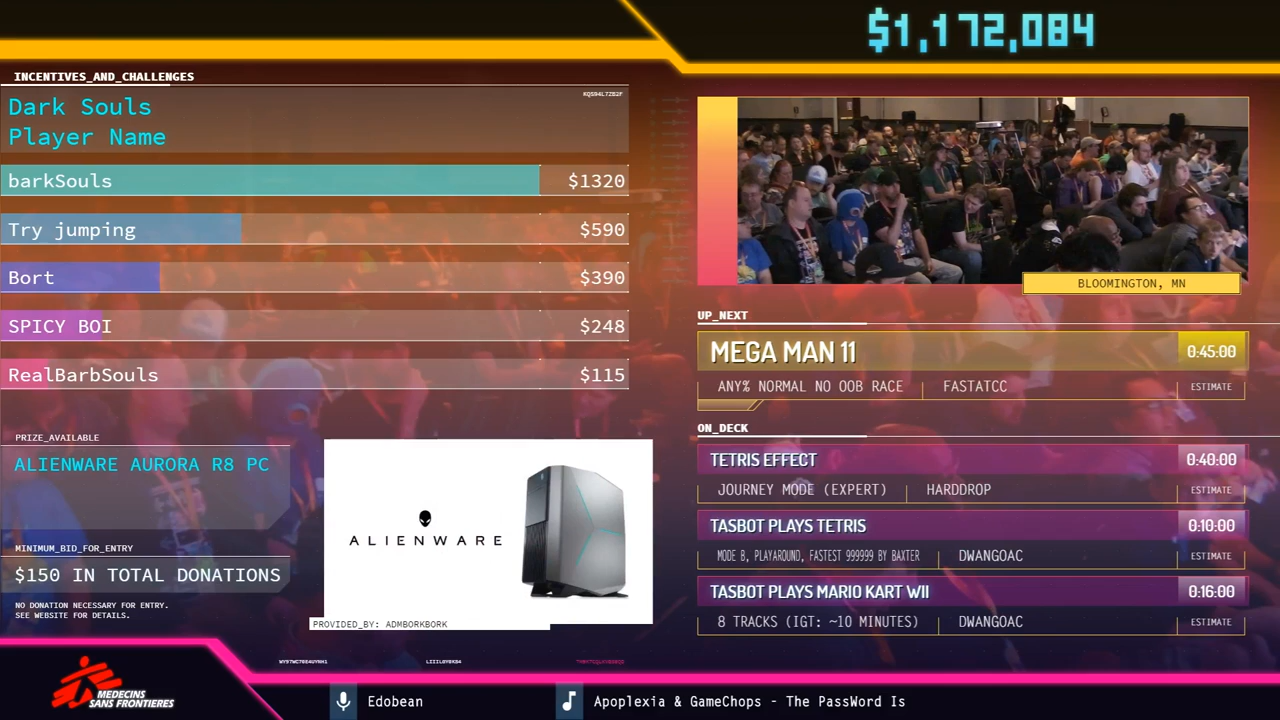 $1,172,084
INCENTIVES_AND_CHALLENGES
Dark Souls
Player Name
KQS94L7ZB2F
barkSouls $1320
Try jumping $590
Bort $390
SPICY BOI $248
RealBarbSouls $115
PRIZE_AVAILABLE
ALIENWARE AURORA R8 PC
MINIMUM_BID_FOR_ENTRY
$150 IN TOTAL DONATIONS
NO DONATION NECESSARY FOR ENTRY.
SEE WEBSITE FOR DETAILS.
ALIENWARE
PROVIDED_BY: ADMBORKBORK
BLOOMINGTON, MN
UP_NEXT
MEGA MAN 11 0:45:00
ANY% NORMAL NO OOB RACE FASTATCC ESTIMATE
ON_DECK
TETRIS EFFECT 0:40:00
JOURNEY MODE (EXPERT) HARDDROP ESTIMATE
TASBOT PLAYS TETRIS 0:10:00
MODE B, PLAYAROUND, FASTEST 999999 BY BAXTER DWANGOAC ESTIMATE
TASBOT PLAYS MARIO KART WII 0:16:00
8 TRACKS (IGT: ~10 MINUTES) DWANGOAC ESTIMATE
MEDECINS
SANS FRONTIERES
Edobean
Apoplexia & GameChops - The PassWord Is